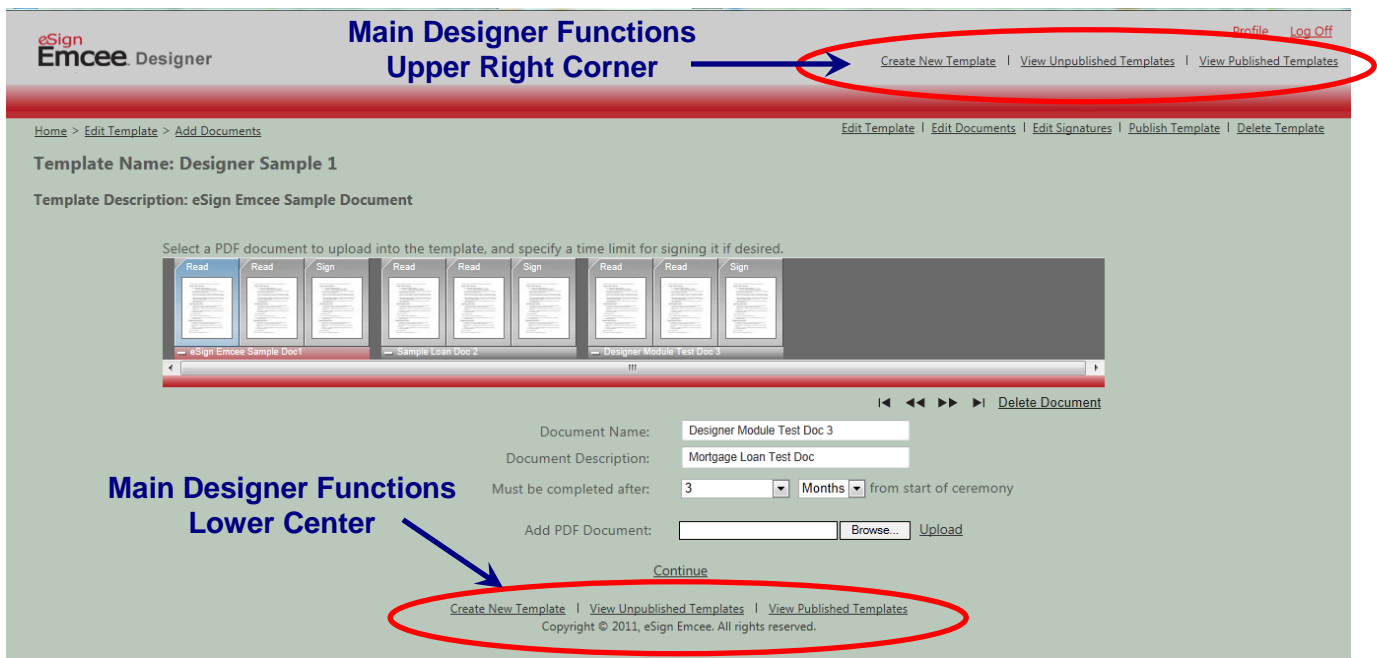 eSign
Emcee. Designer
Main Designer Functions
Upper Right Corner
Profile Log Off
Create New Template | View Unpublished Templates | View Published Templates
Home > Edit Template > Add Documents
Edit Template | Edit Documents | Edit Signatures | Publish Template | Delete Template
Template Name: Designer Sample 1
Template Description: eSign Emcee Sample Document
Select a PDF document to upload into the template, and specify a time limit for signing it if desired.
Read Read Sign Read Read Sign Read Read Sign
eSign Emcee Sample Doc1 Sample Loan Doc 2 Designer Module Test Doc 3
Delete Document
Document Name: Designer Module Test Doc 3
Document Description: Mortgage Loan Test Doc
Main Designer Functions
Lower Center
Must be completed after: 3 Months from start of ceremony
Add PDF Document: Browse... Upload
Continue
Create New Template | View Unpublished Templates | View Published Templates
Copyright © 2011, eSign Emcee. All rights reserved.